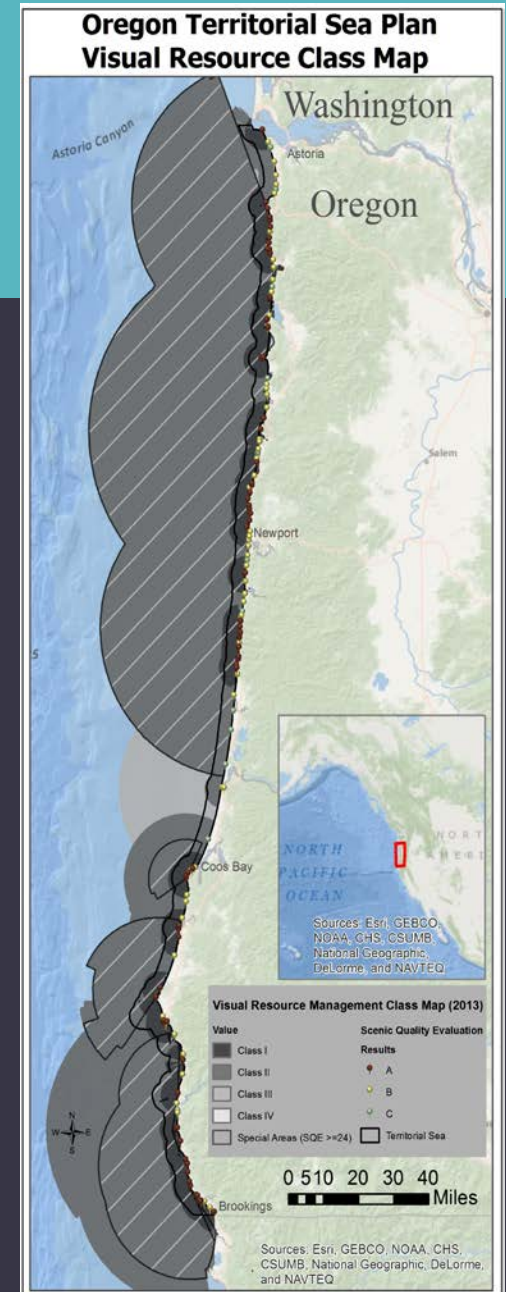 Oregon Territorial Sea Plan
Visual Resource Class Map
Washington
Astoria Canyon
Astoria
Oregon
Salem
Newport
S
NORTH
PACIFIC
OCEAN
NORT
AMERI
Sources: Esri, GEBCO,
NOAA, CHS, CSUMB,
National Geographic,
DeLorme, and NAVTEQ
Coos Bay
Visual Resource Management Class Map (2013)
Value
Class I
Class II
Class III
Class IV
Special Areas (SQE >=24)
Scenic Quality Evaluation
Results
A
B
C
Territorial Sea
N
W E
S
0 5 10 20 30 40
Miles
Brookings
Sources: Esri, GEBCO, NOAA, CHS,
CSUMB, National Geographic, DeLorme,
and NAVTEQ